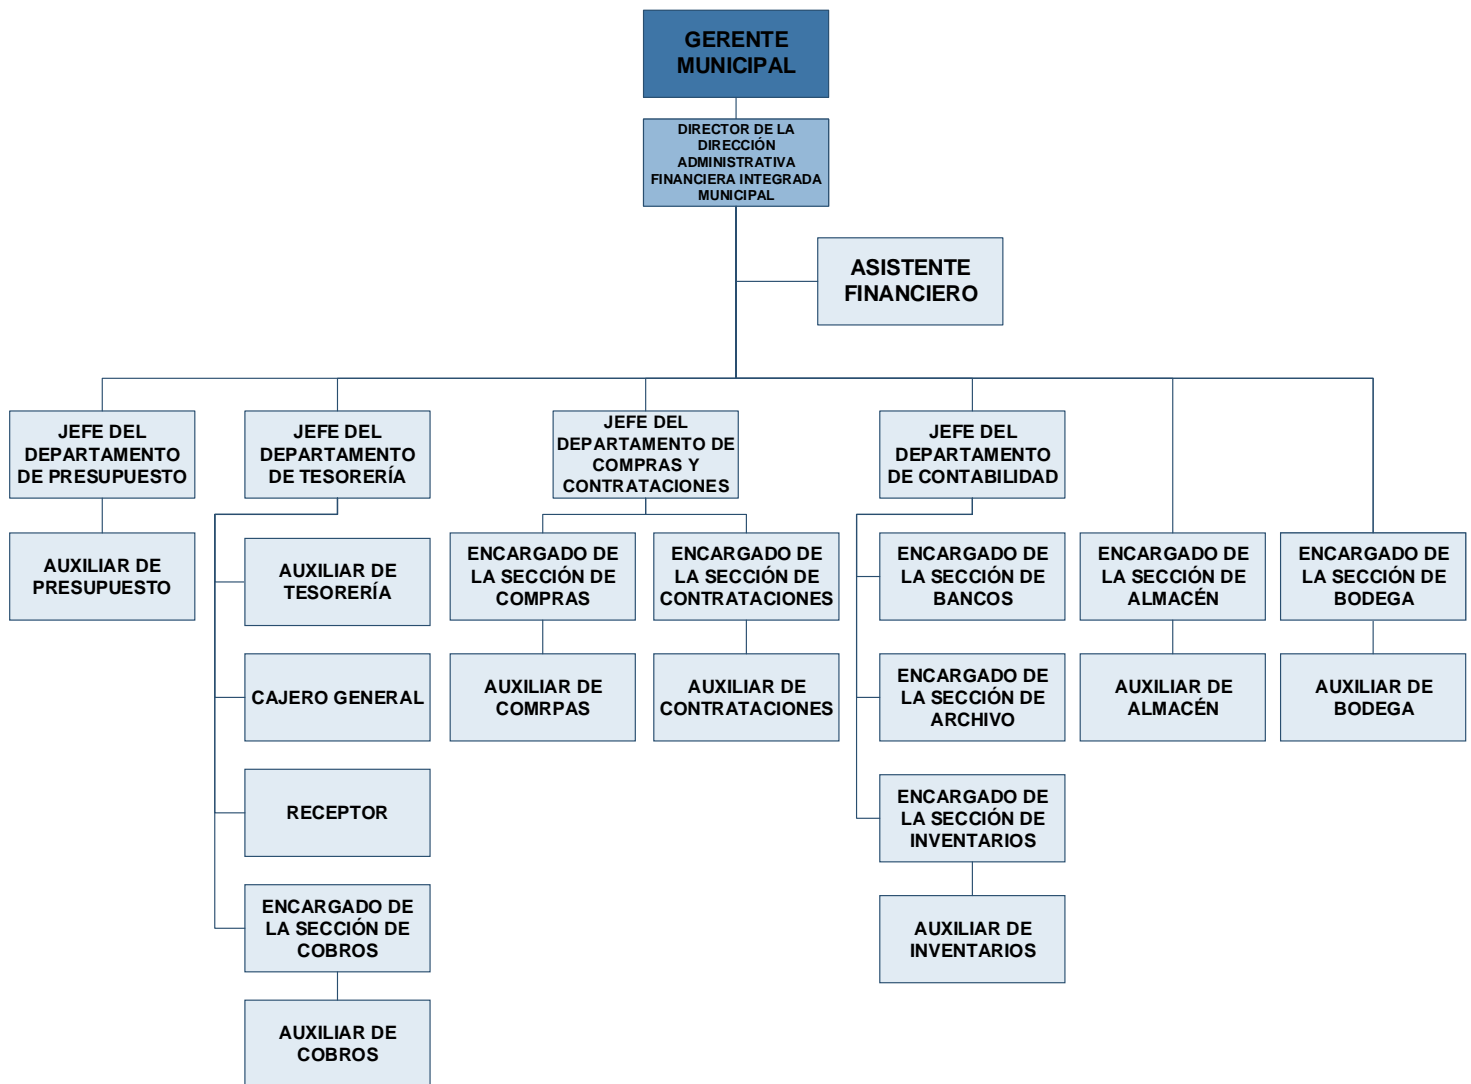 GERENTE
MUNICIPAL
DIRECTOR DE LA
DIRECCIÓN
ADMINISTRATIVA
FINANCIERA INTEGRADA
MUNICIPAL
ASISTENTE
FINANCIERO
JEFE DEL
DEPARTAMENTO
DE PRESUPUESTO
JEFE DEL
DEPARTAMENTO
DE TESORERÍA
JEFE DEL
DEPARTAMENTO DE
COMPRAS Y
CONTRATACIONES
JEFE DEL
DEPARTAMENTO
DE CONTABILIDAD
AUXILIAR DE
PRESUPUESTO
AUXILIAR DE
TESORERÍA
ENCARGADO DE
LA SECCIÓN DE
COMPRAS
ENCARGADO DE
LA SECCIÓN DE
CONTRATACIONES
ENCARGADO DE
LA SECCIÓN DE
BANCOS
ENCARGADO DE
LA SECCIÓN DE
ALMACÉN
ENCARGADO DE
LA SECCIÓN DE
BODEGA
CAJERO GENERAL
AUXILIAR DE
COMRPAS
AUXILIAR DE
CONTRATACIONES
ENCARGADO DE
LA SECCIÓN DE
ARCHIVO
AUXILIAR DE
ALMACÉN
AUXILIAR DE
BODEGA
RECEPTOR
ENCARGADO DE
LA SECCIÓN DE
INVENTARIOS
ENCARGADO DE
LA SECCIÓN DE
COBROS
AUXILIAR DE
INVENTARIOS
AUXILIAR DE
COBROS